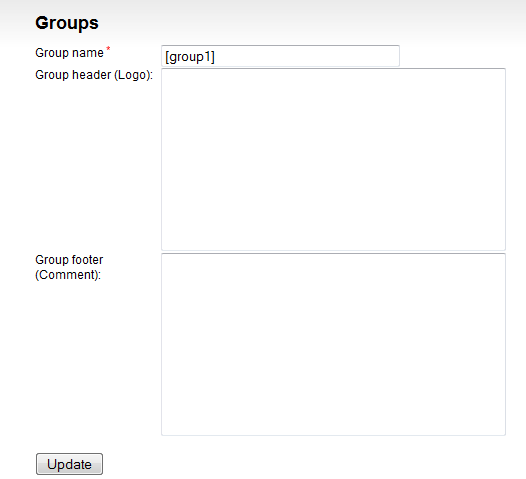 Groups
Group name *
[group1]
Group header (Logo):
Group footer
(Comment):
Update